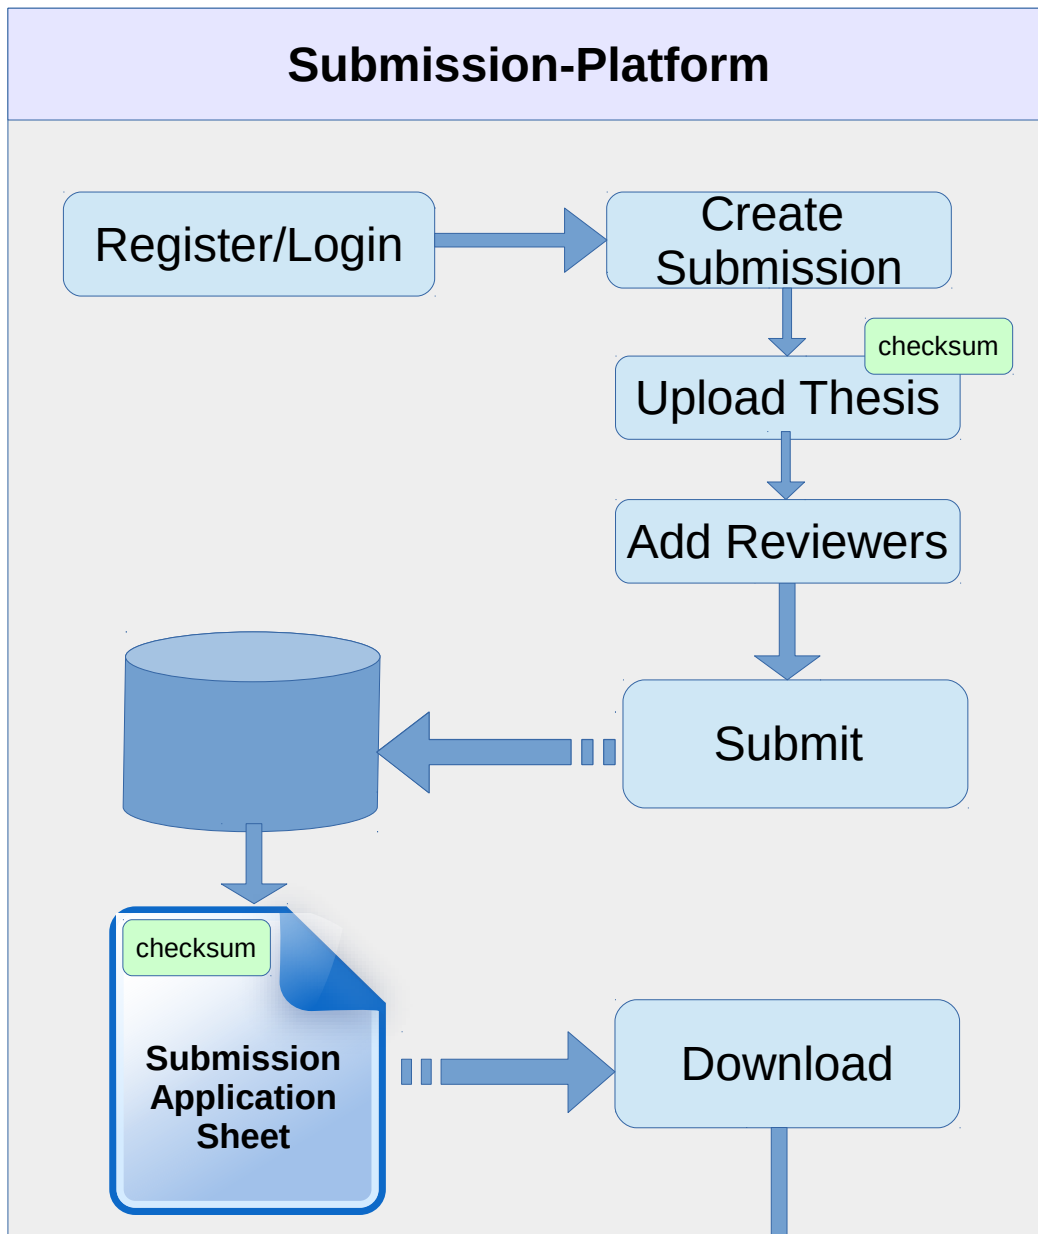 Submission-Platform
Register/Login
Create
Submission
checksum
Upload Thesis
Add Reviewers
Submit
checksum
Submission
Application
Sheet
Download